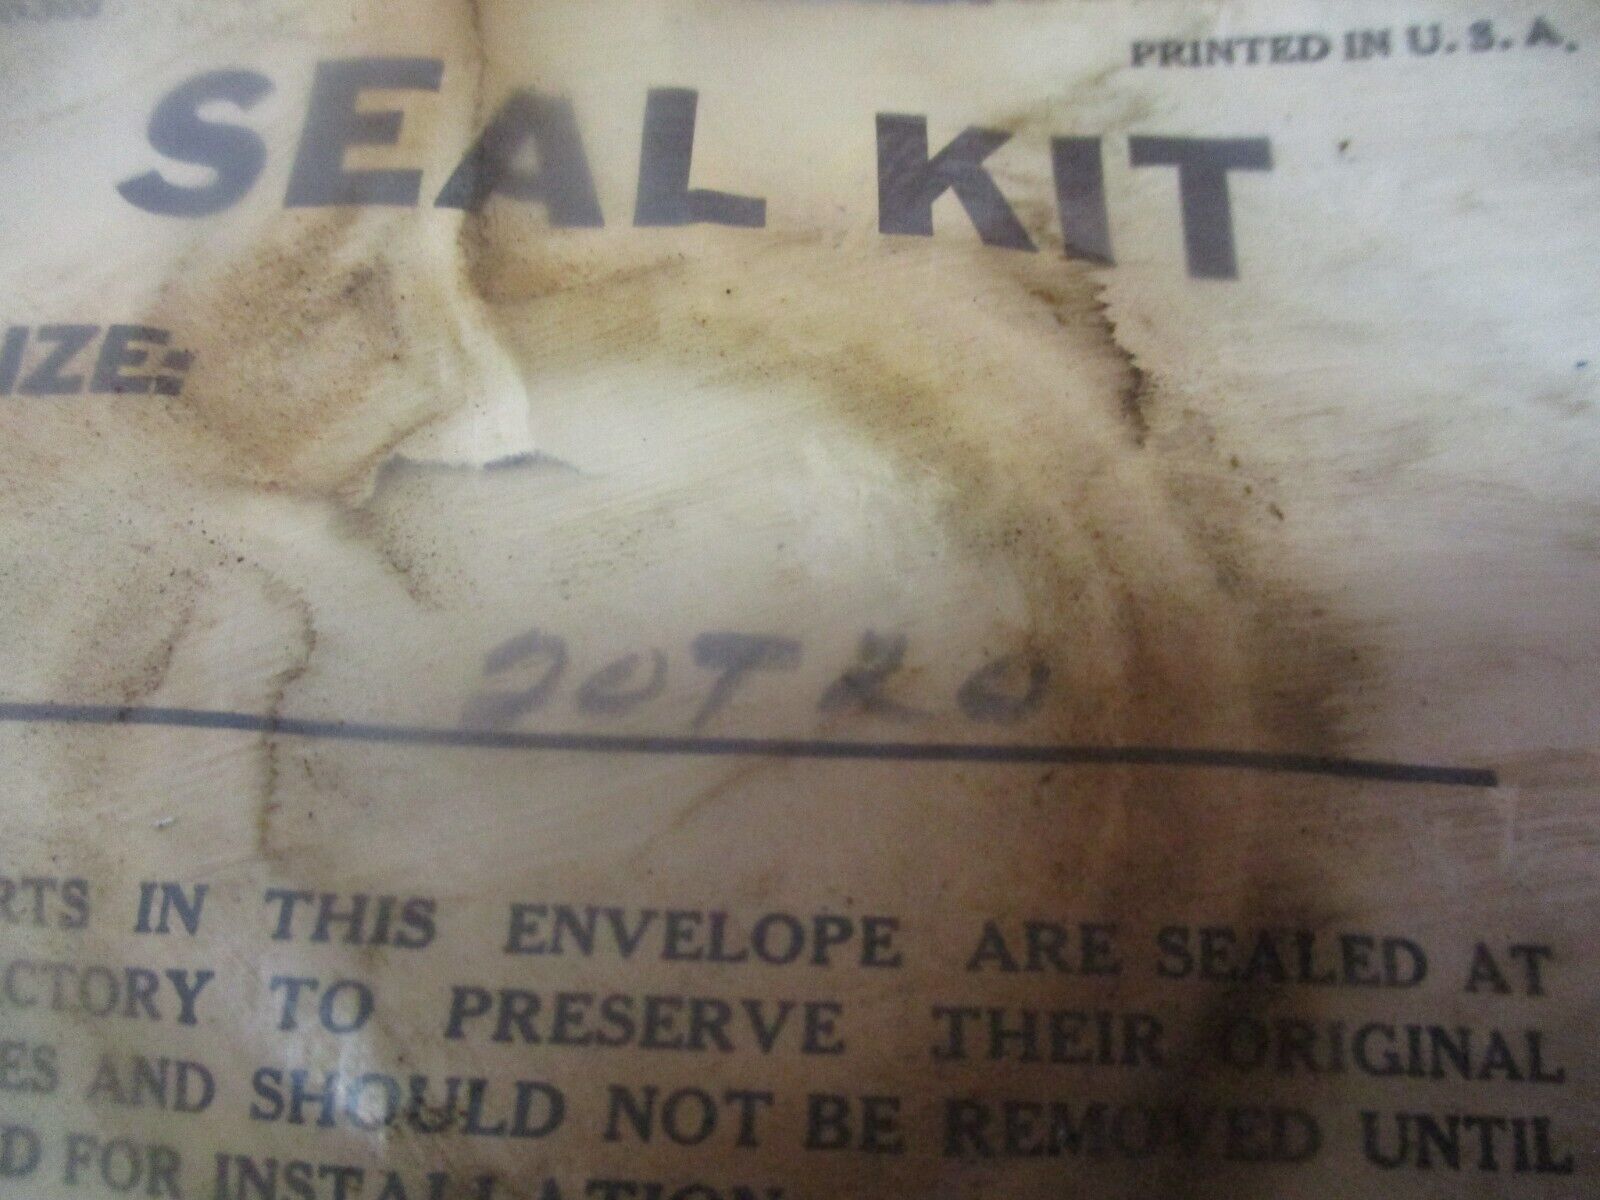 PRINTED IN U.S.A.
SEAL KIT
IZE:
RTS IN THIS ENVELOPE ARE SEALED AT
CTORY TO PRESERVE THEIR ORIGINAL
ES AND SHOULD NOT BE REMOVED UNTIL
D FOR INSTALLATION